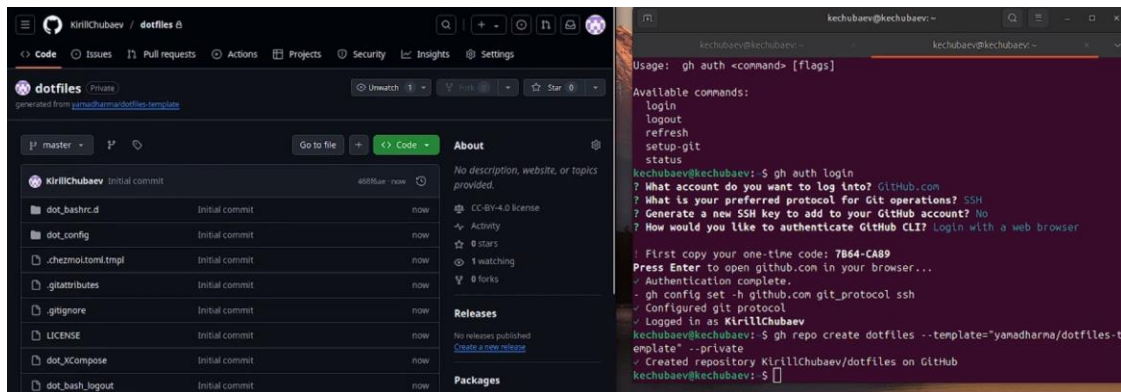 KirillChubaev / dotfiles
Code Issues Pull requests Actions Projects Security Insights Settings
dotfiles Private
Unwatch 1 Fork Star 0
generated from yamadharma/dotfiles-template
master
Go to file
Code
KirillChubaev Initial commit
now
dot_bashrc.d Initial commit now
dot_config Initial commit now
.chezmoi.toml.tmpl Initial commit now
.gitattributes Initial commit now
.gitignore Initial commit now
LICENSE Initial commit now
dot_XCompose Initial commit now
dot_bash_logout Initial commit now
About
No description, website, or topics
provided.
CC-BY-4.0 license
Activity
0 stars
1 watching
0 forks
Releases
No releases published
Create a new release
Packages
kechubaev@kechubaev: ~
kechubaev@kechubaev: ~
kechubaev@kechubaev: ~
Usage: gh auth <command> [flags]
Available commands:
login
logout
refresh
setup-git
status
kechubaev@kechubaev:~$ gh auth login
? What account do you want to log into? GitHub.com
? What is your preferred protocol for Git operations? SSH
? Generate a new SSH key to add to your GitHub account? No
? How would you like to authenticate GitHub CLI? Login with a web browser
! First copy your one-time code: 7B64-CA89
Press Enter to open github.com in your browser...
✓ Authentication complete.
- gh config set -h github.com git_protocol ssh
✓ Configured git protocol
✓ Logged in as KirillChubaev
kechubaev@kechubaev:~$ gh repo create dotfiles --template="yamadharma/dotfiles-t
emplate" --private
✓ Created repository KirillChubaev/dotfiles on GitHub
kechubaev@kechubaev:~$